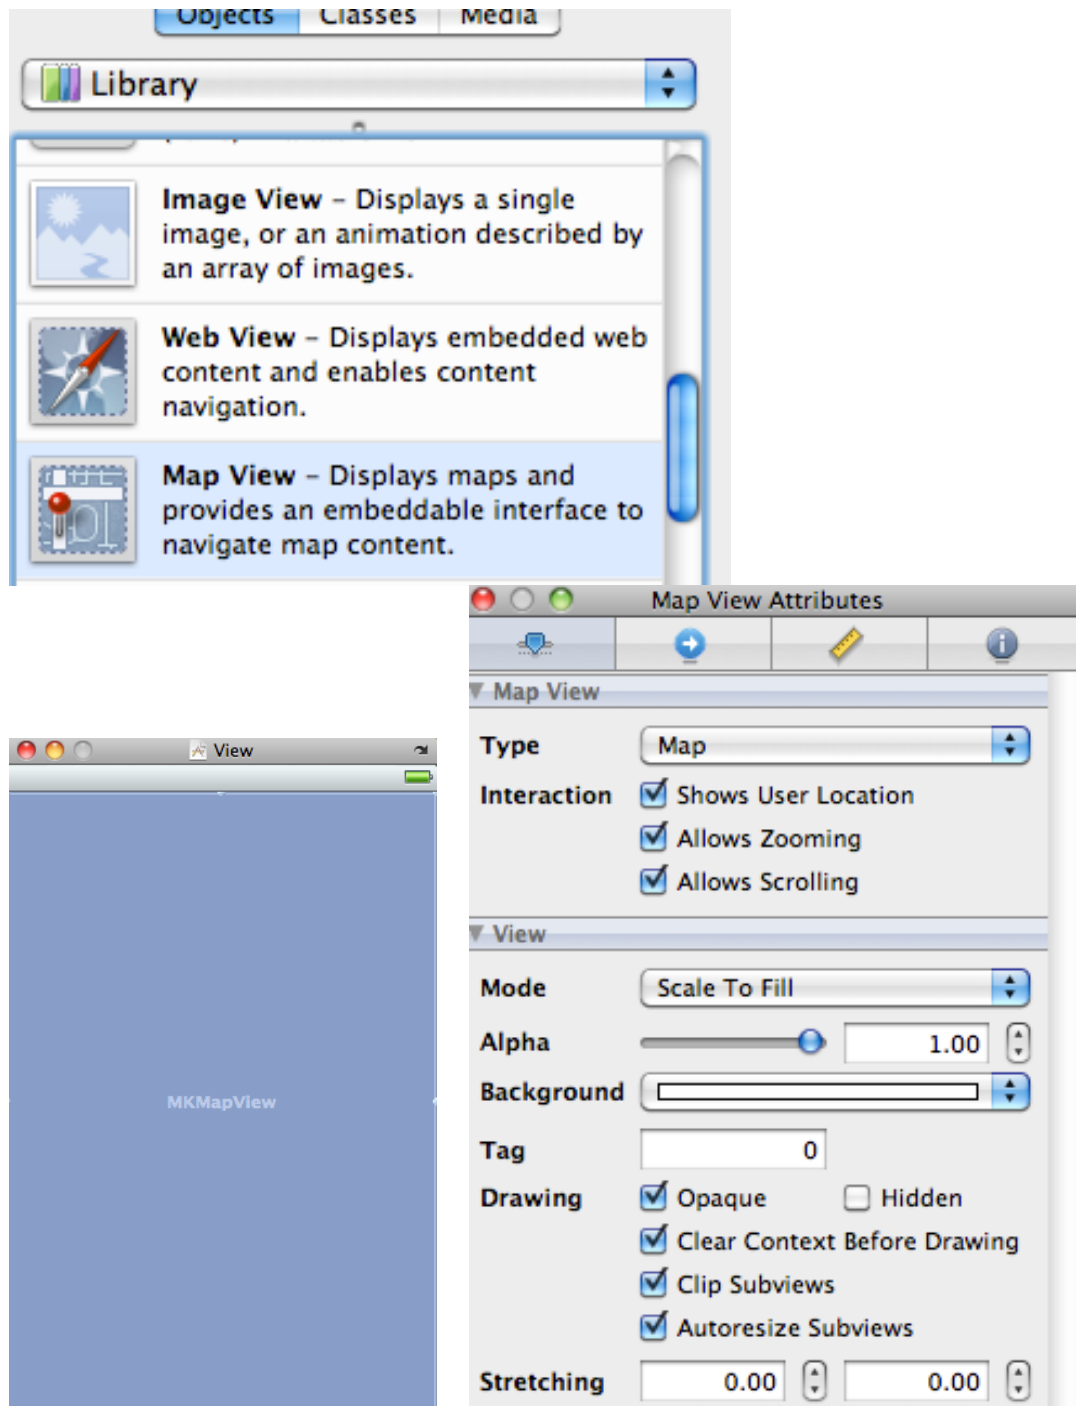 Objects Classes Media
Library
Image View – Displays a single
image, or an animation described by
an array of images.
Web View – Displays embedded web
content and enables content
navigation.
Map View – Displays maps and
provides an embeddable interface to
navigate map content.
Map View Attributes
Map View
Type Map
Interaction Shows User Location
Allows Zooming
Allows Scrolling
View
Mode Scale To Fill
Alpha 1.00
Background
Tag 0
Drawing Opaque Hidden
Clear Context Before Drawing
Clip Subviews
Autoresize Subviews
Stretching 0.00 0.00
View
MKMapView